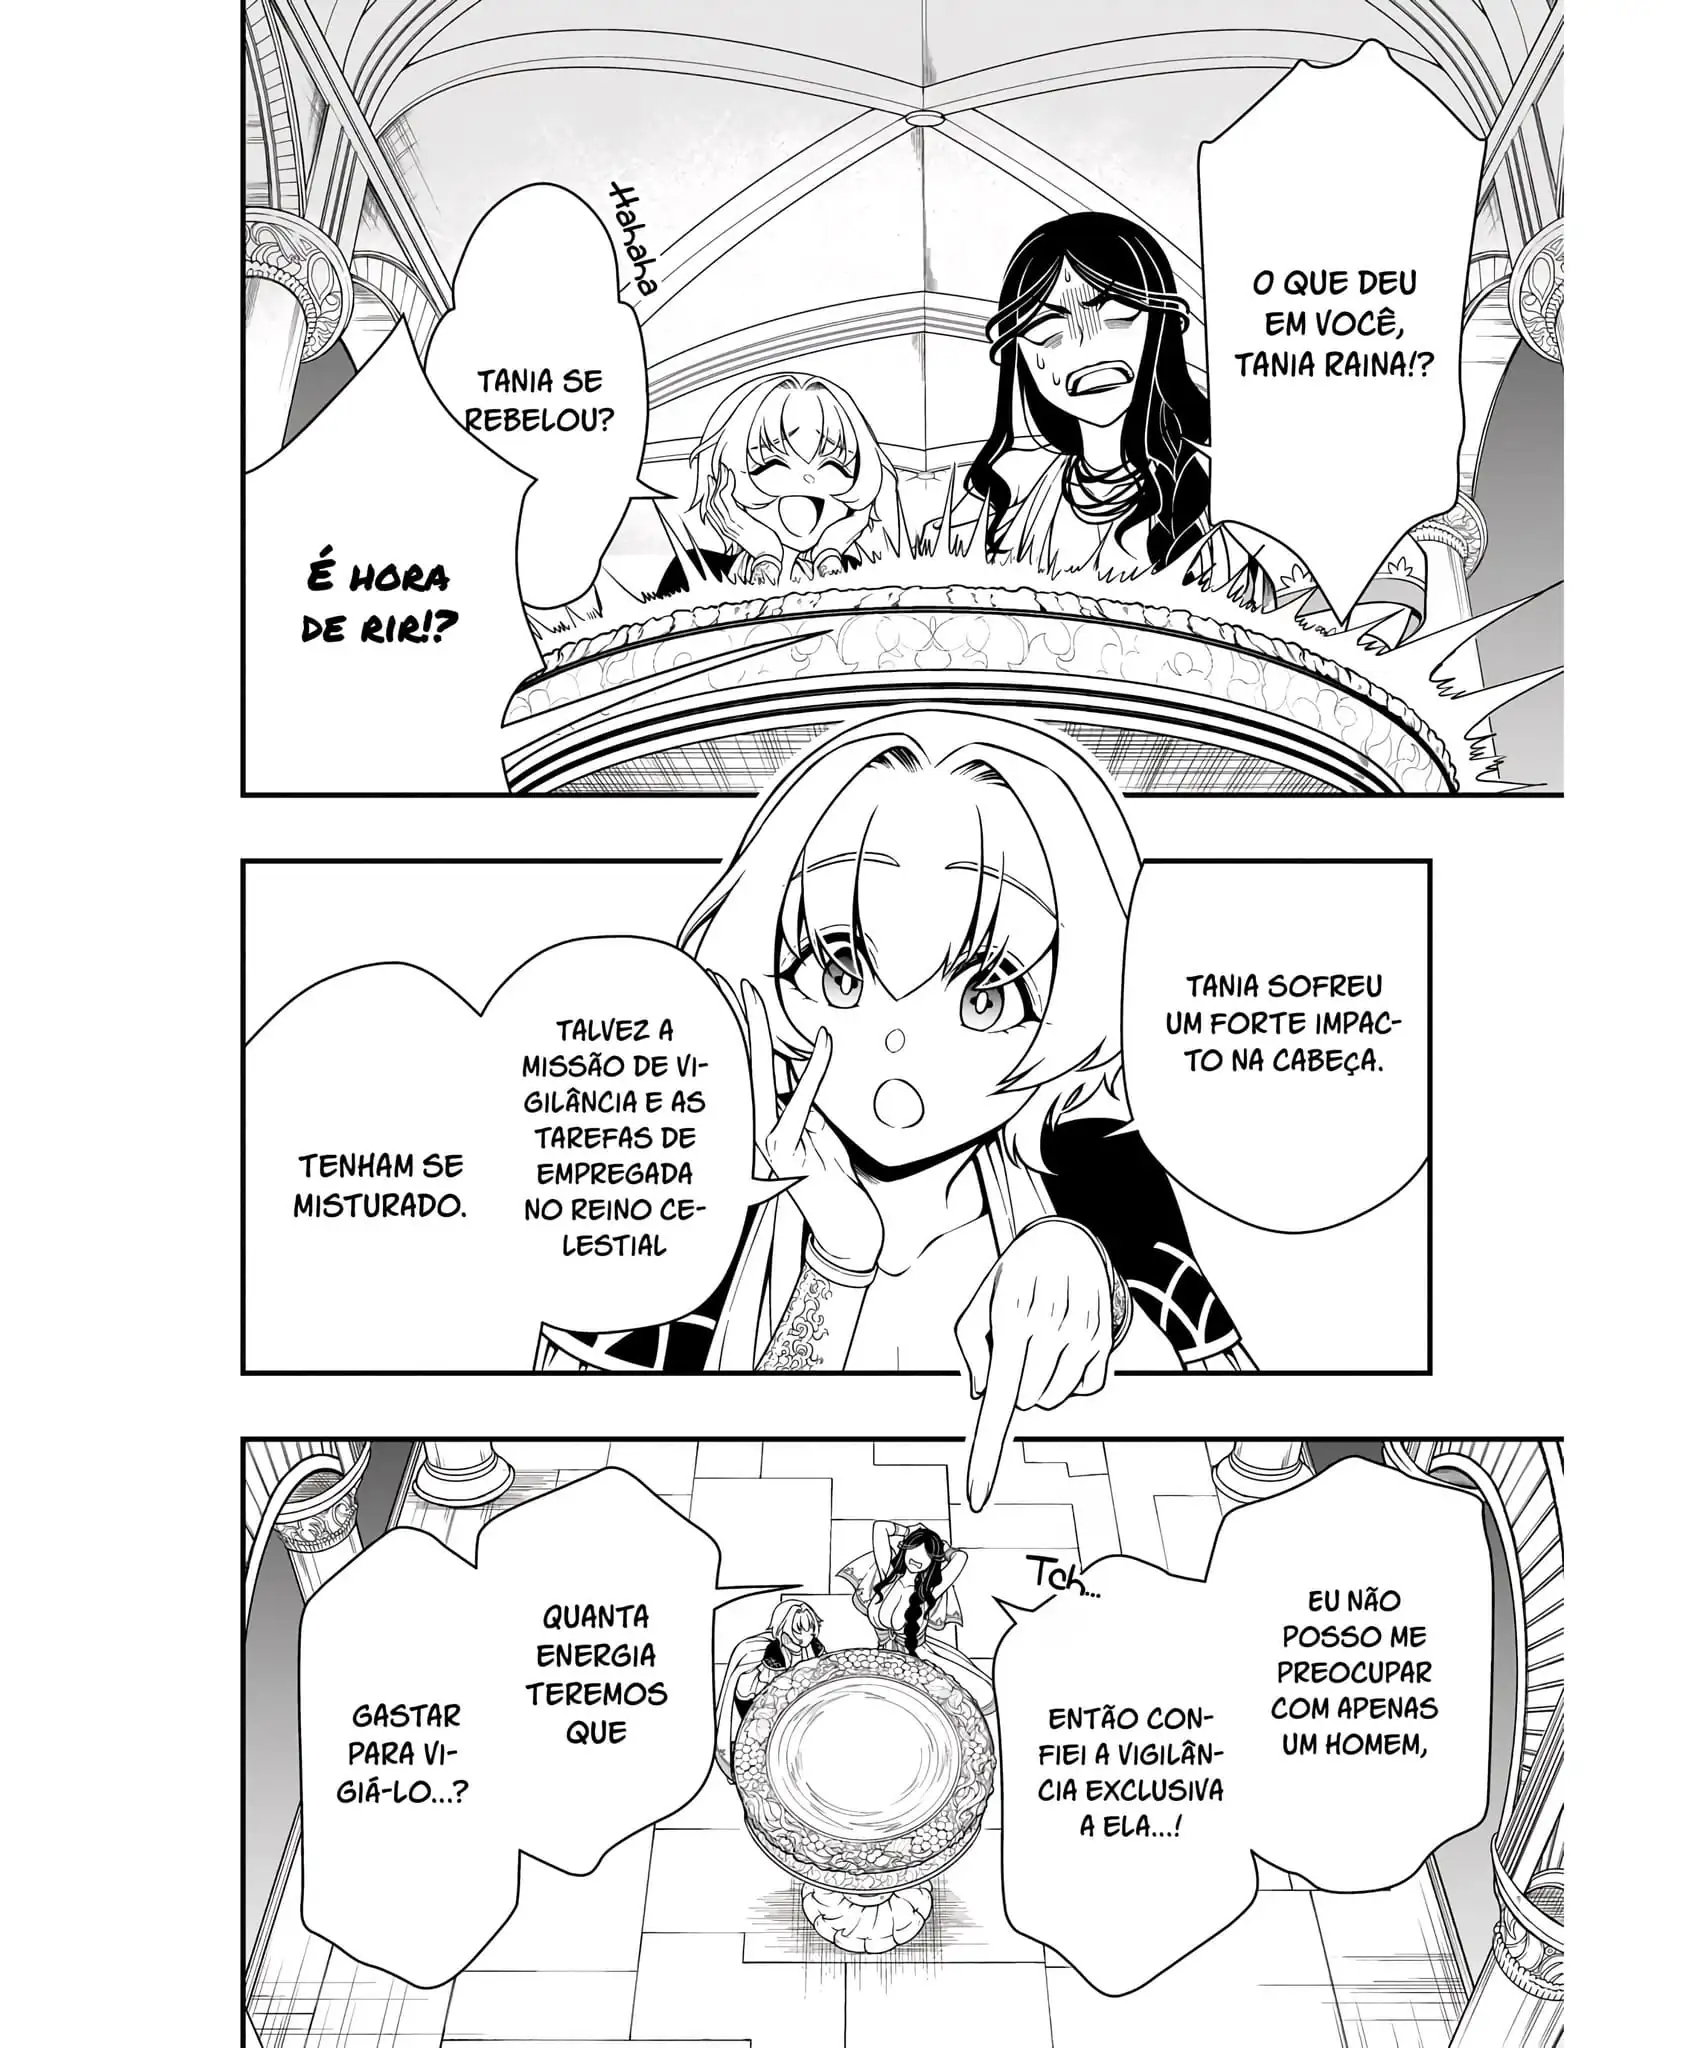 O QUE DEU
EM VOCÊ,
TANIA RAINA!?
Hahaha
TANIA SE
REBELOU?
É HORA
DE RIR!?
TANIA SOFREU
UM FORTE IMPAC-
TO NA CABEÇA.
TALVEZ A
MISSÃO DE VI-
GILÂNCIA E AS
TAREFAS DE
EMPREGADA
NO REINO CE-
LESTIAL
TENHAM SE
MISTURADO.
EU NÃO
POSSO ME
PREOCUPAR
COM APENAS
UM HOMEM,
Tch...
ENTÃO CON-
FIEI A VIGILÂN-
CIA EXCLUSIVA
A ELA...!
QUANTA
ENERGIA
TEREMOS
QUE
GASTAR
PARA VI-
GIÁ-LO...?